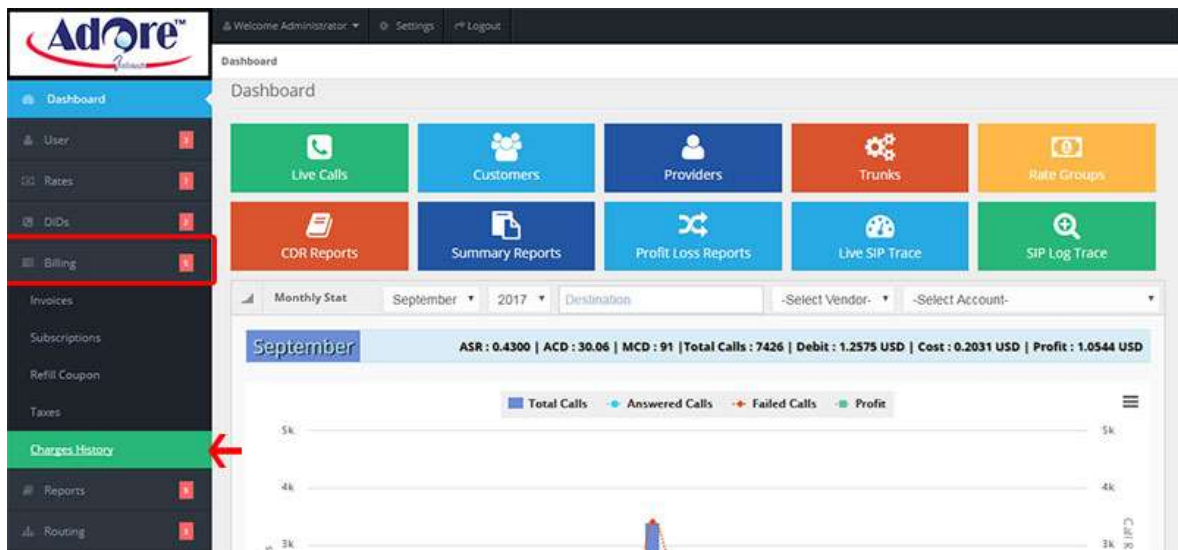 Adore™
Welcome Administrator
Settings
Logout
Dashboard
Dashboard
Dashboard
User
Rates
DIDs
Billing
Invoices
Subscriptions
Refill Coupon
Taxes
Charges History
Reports
Routing
Live Calls
Customers
Providers
Trunks
Rate Groups
CDR Reports
Summary Reports
Profit Loss Reports
Live SIP Trace
SIP Log Trace
Monthly Stat
September
2017
Destination
-Select Vendor-
-Select Account-
September
ASR : 0.4300 | ACD : 30.06 | MCD : 91 |Total Calls : 7426 | Debit : 1.2575 USD | Cost : 0.2031 USD | Profit : 1.0544 USD
Total Calls
Answered Calls
Failed Calls
Profit
5k
5k
4k
4k
3k
3k